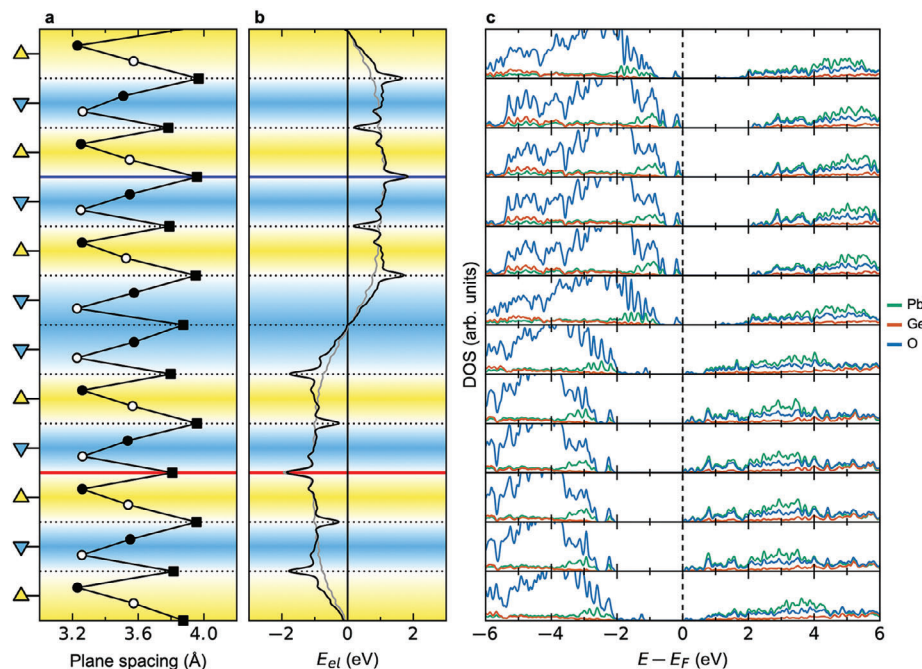 a
b
c
3.2 3.6 4.0
Plane spacing (Å)
−2 0 2
E_el (eV)
DOS (arb. units)
−6 −4 −2 0 2 4 6
E − E_F (eV)
Pb
Ge
O